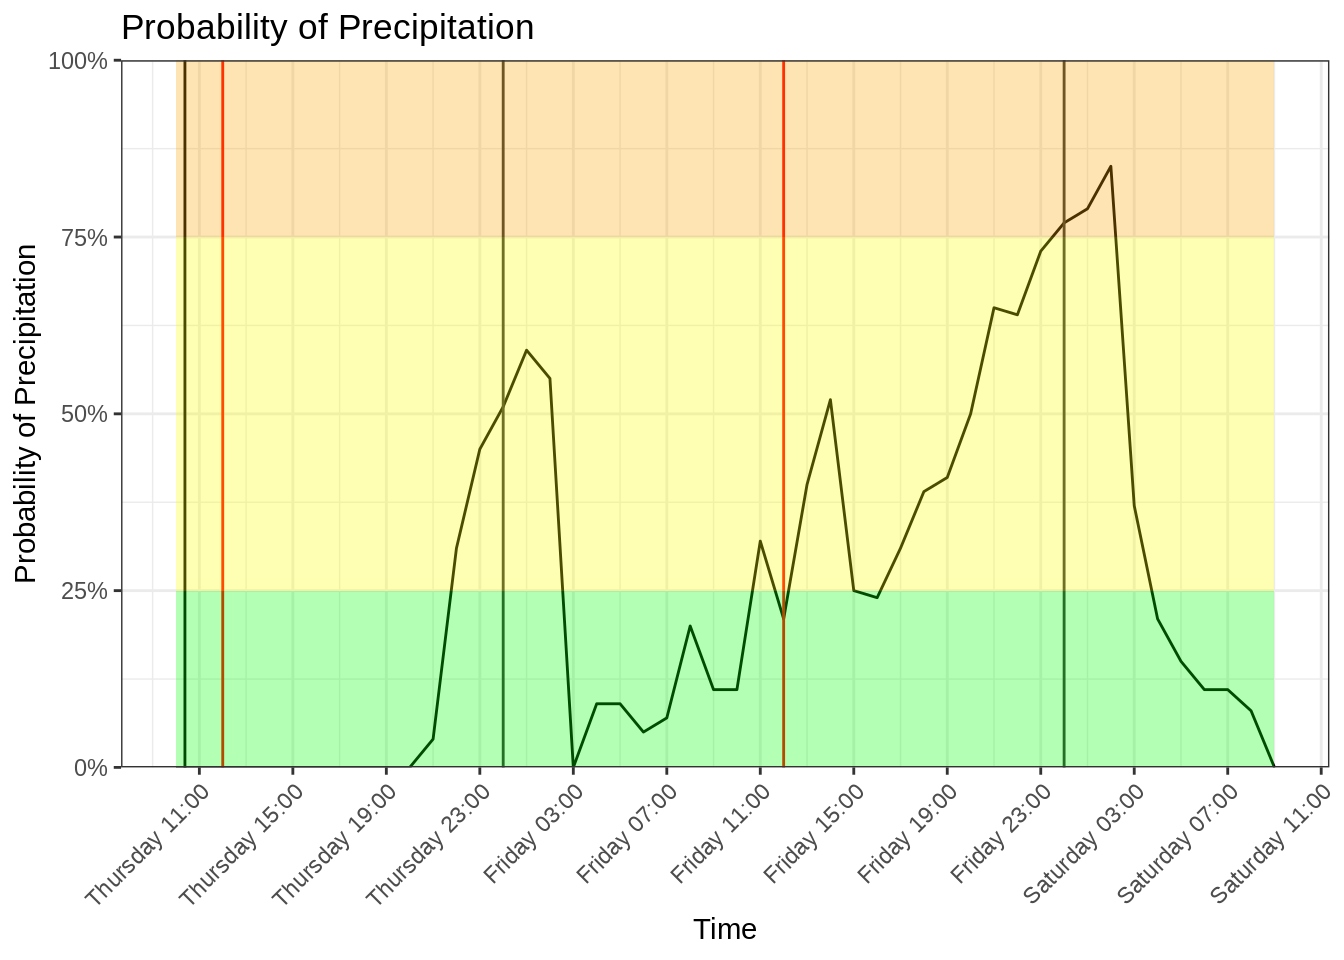 Probability of Precipitation
Probability of Precipitation
100%
75%
50%
25%
0%
Thursday 11:00
Thursday 15:00
Thursday 19:00
Thursday 23:00
Friday 03:00
Friday 07:00
Friday 11:00
Friday 15:00
Friday 19:00
Friday 23:00
Saturday 03:00
Saturday 07:00
Saturday 11:00
Time